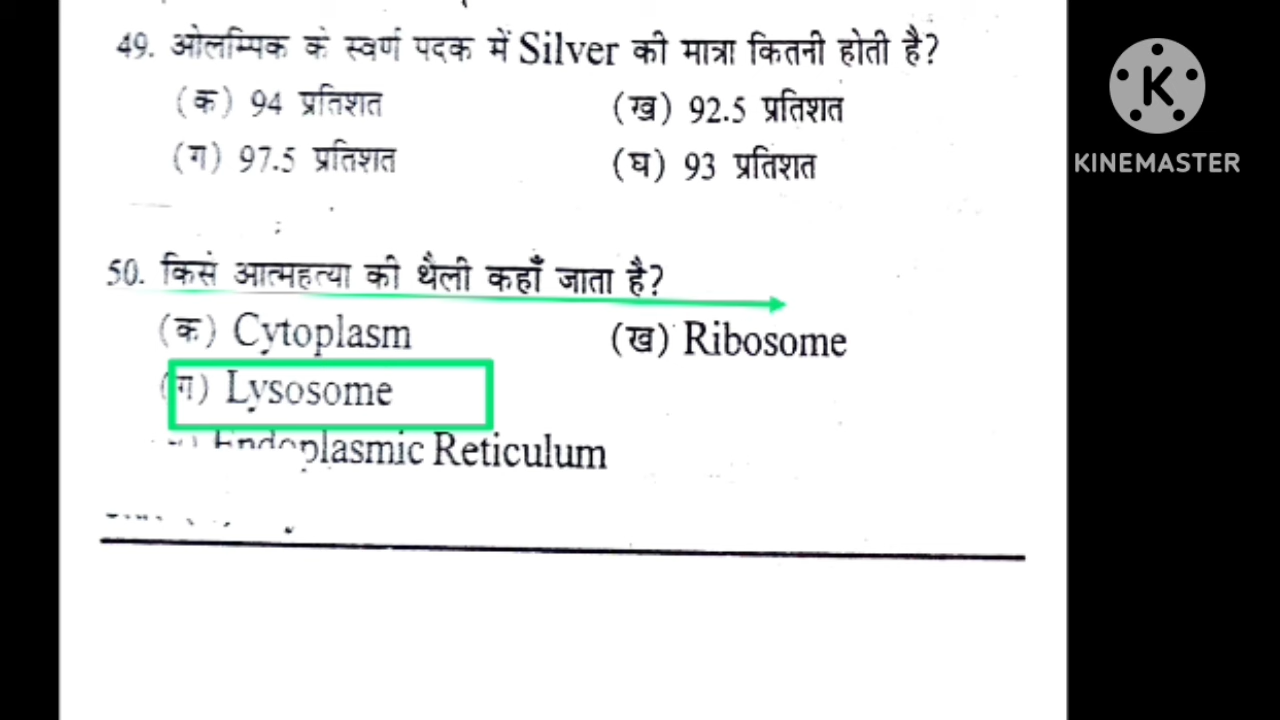 49. ओलम्पिक के स्वर्ण पदक में Silver की मात्रा कितनी होती है?
(क) 94 प्रतिशत (ख) 92.5 प्रतिशत
(ग) 97.5 प्रतिशत (घ) 93 प्रतिशत
50. किसे आत्महत्या की थैली कहाँ जाता है?
(क) Cytoplasm (ख) Ribosome
(ग) Lysosome
Endoplasmic Reticulum
K
KINEMASTER